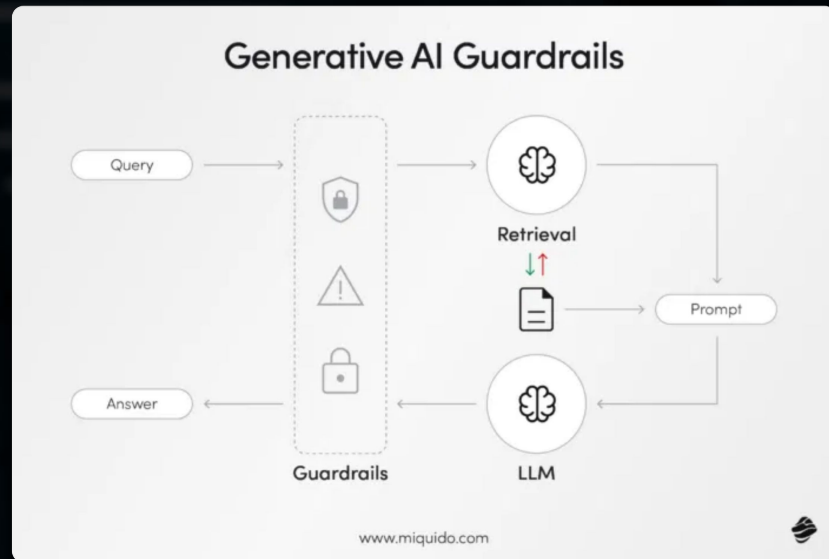 Generative AI Guardrails
Query
Retrieval
Prompt
Answer
Guardrails
LLM
www.miquido.com